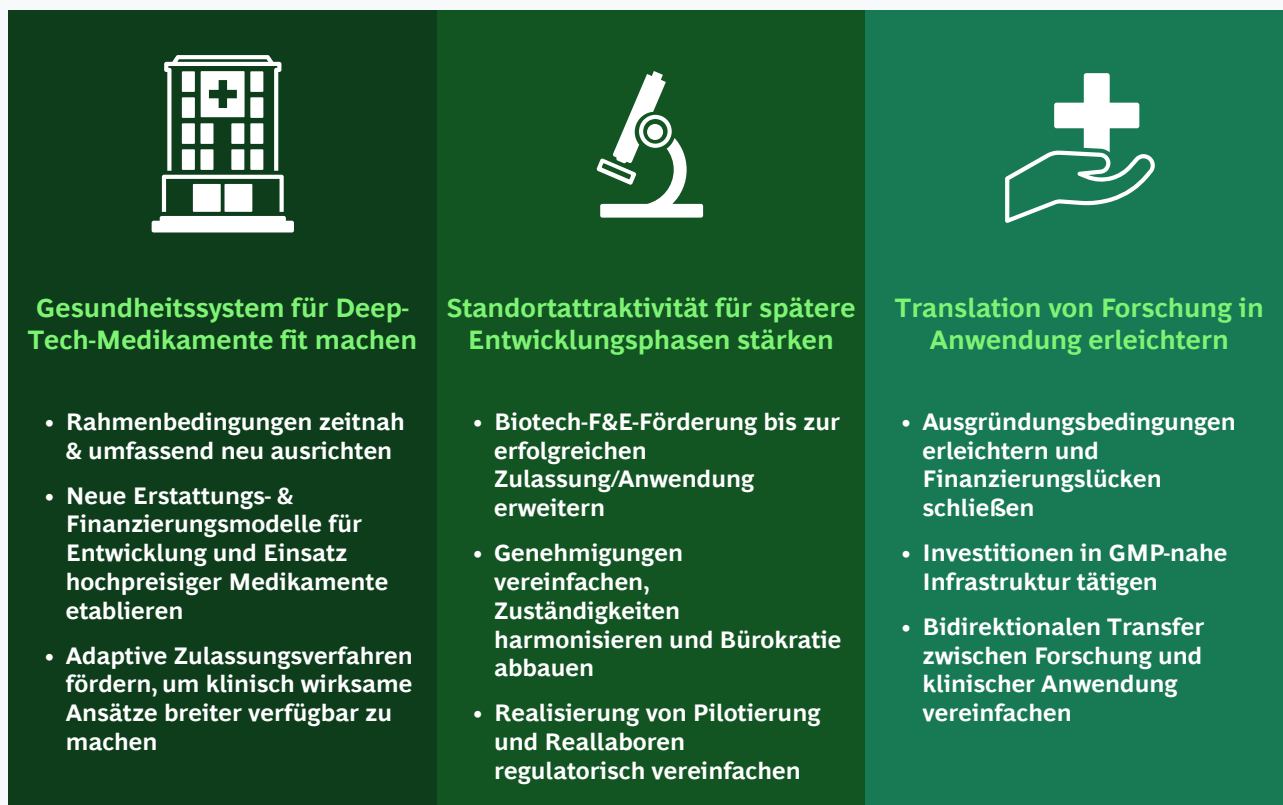 Gesundheitssystem für Deep-
Tech-Medikamente fit machen
• Rahmenbedingungen zeitnah
& umfassend neu ausrichten
• Neue Erstattungs- &
Finanzierungsmodelle für
Entwicklung und Einsatz
hochpreisiger Medikamente
etablieren
• Adaptive Zulassungsverfahren
fördern, um klinisch wirksame
Ansätze breiter verfügbar zu
machen
Standortattraktivität für spätere
Entwicklungsphasen stärken
• Biotech-F&E-Förderung bis zur
erfolgreichen
Zulassung/Anwendung
erweitern
• Genehmigungen
vereinfachen,
Zuständigkeiten
harmonisieren und Bürokratie
abbauen
• Realisierung von Pilotierung
und Reallaboren
regulatorisch vereinfachen
Translation von Forschung in
Anwendung erleichtern
• Ausgründungsbedingungen
erleichtern und
Finanzierungslücken
schließen
• Investitionen in GMP-nahe
Infrastruktur tätigen
• Bidirektionalen Transfer
zwischen Forschung und
klinischer Anwendung
vereinfachen